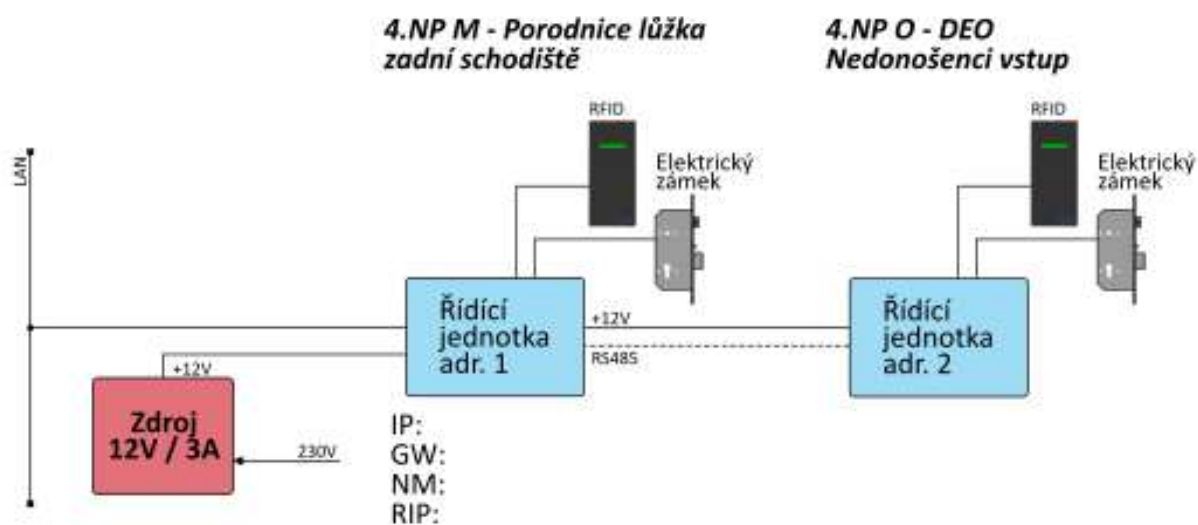 4.NP M - Porodnice lůžka
zadní schodiště
4.NP O - DEO
Nedonošenci vstup
RFID
Elektrický
zámek
RFID
Elektrický
zámek
LAN
Řídící
jednotka
adr. 1
+12V
RS485
Řídící
jednotka
adr. 2
+12V
Zdroj
12V / 3A
230V
IP:
GW:
NM:
RIP: